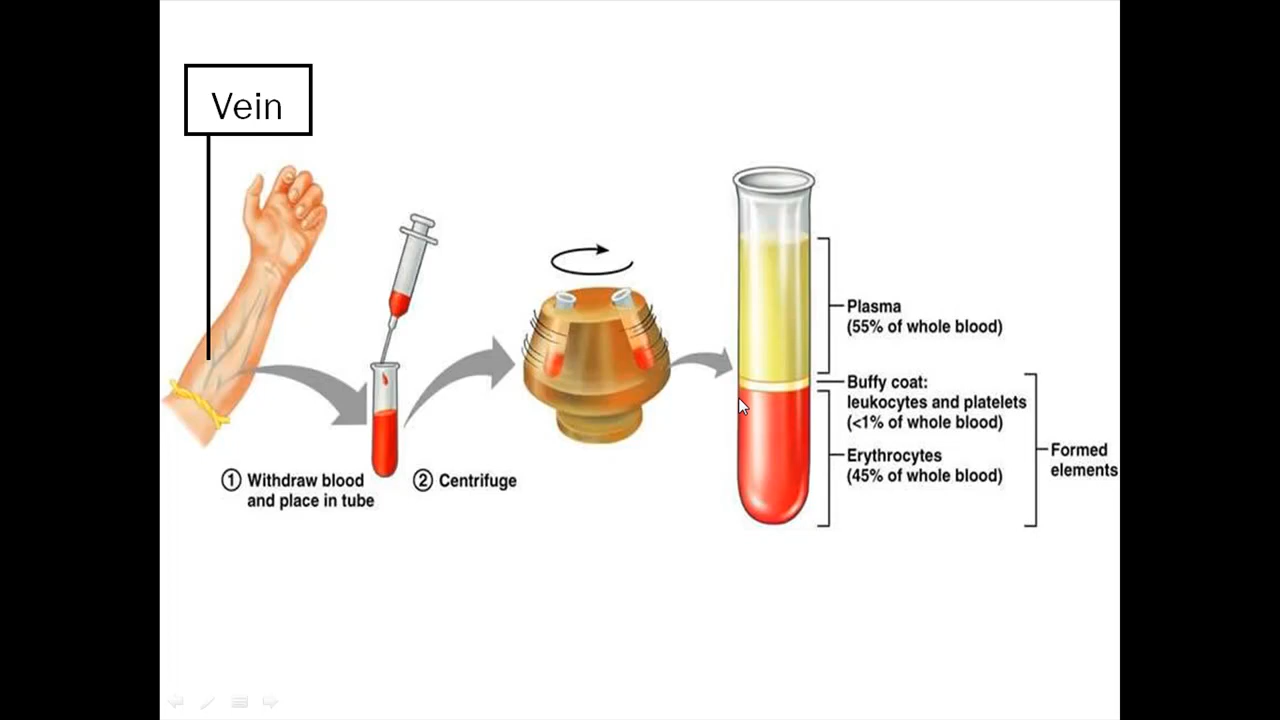 Vein
① Withdraw blood
and place in tube
② Centrifuge
Plasma
(55% of whole blood)
Buffy coat:
leukocytes and platelets
(<1% of whole blood)
Erythrocytes
(45% of whole blood)
Formed
elements